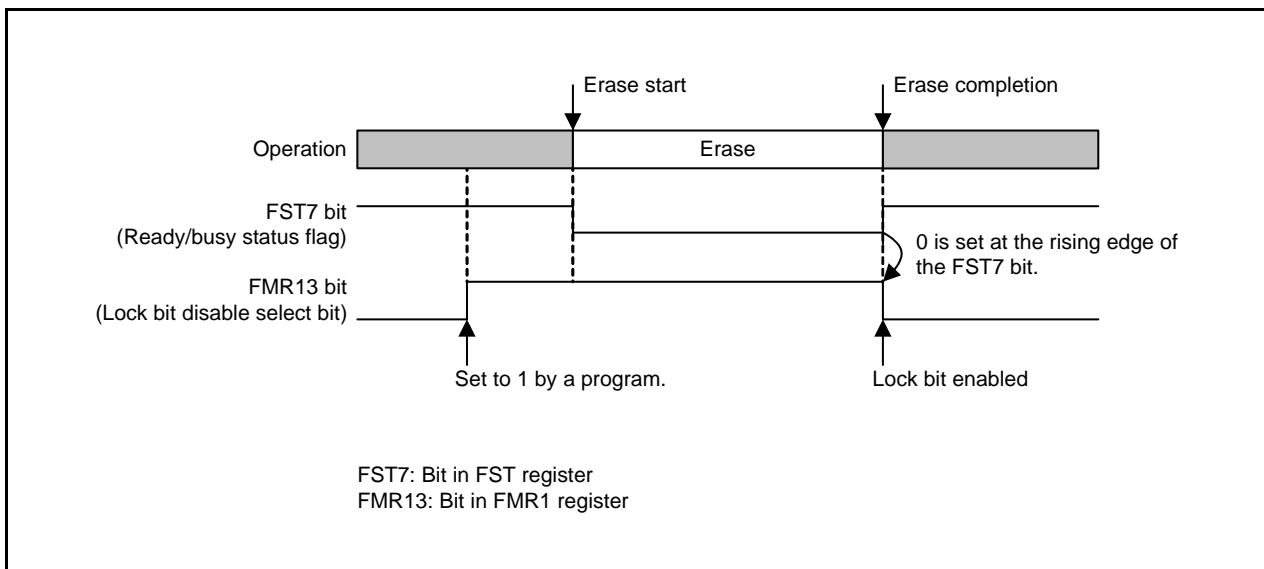 Erase start
Erase completion
Operation
Erase
FST7 bit
(Ready/busy status flag)
0 is set at the rising edge of
the FST7 bit.
FMR13 bit
(Lock bit disable select bit)
Set to 1 by a program.
Lock bit enabled
FST7: Bit in FST register
FMR13: Bit in FMR1 register